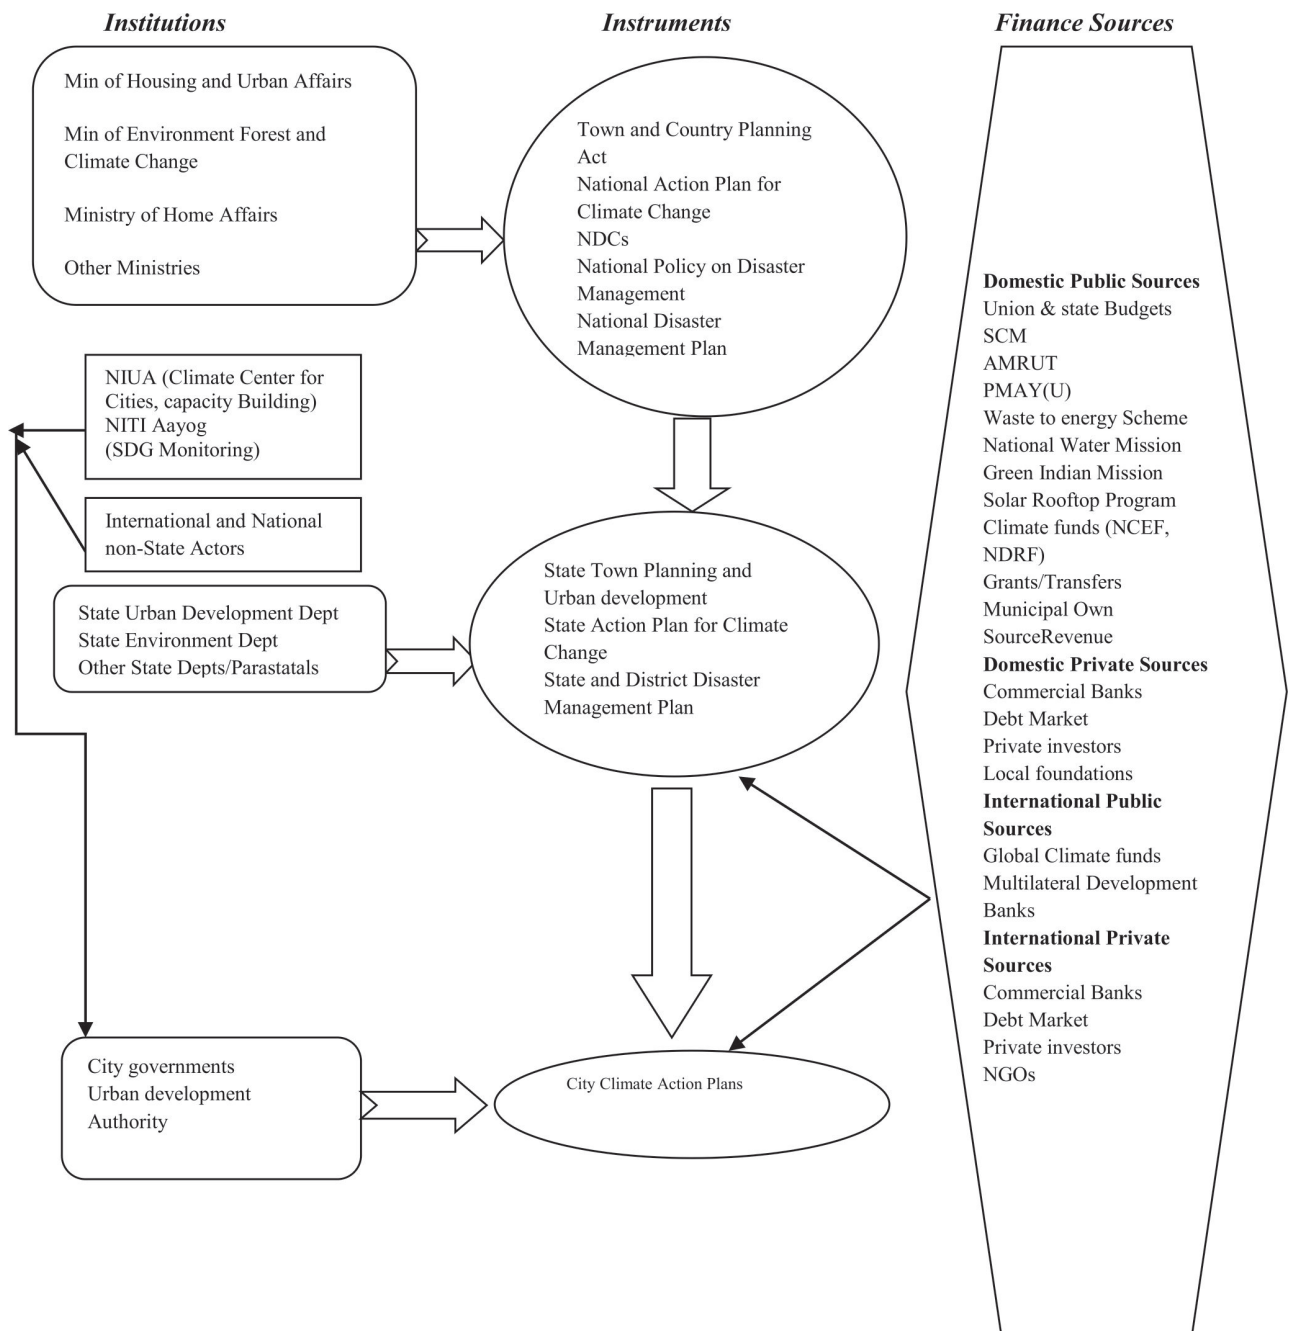 Institutions
Instruments
Finance Sources
Min of Housing and Urban Affairs
Min of Environment Forest and
Climate Change
Ministry of Home Affairs
Other Ministries
Town and Country Planning
Act
National Action Plan for
Climate Change
NDCs
National Policy on Disaster
Management
National Disaster
Management Plan
NIUA (Climate Center for
Cities, capacity Building)
NITI Aayog
(SDG Monitoring)
International and National
non-State Actors
State Urban Development Dept
State Environment Dept
Other State Depts/Parastatals
State Town Planning and
Urban development
State Action Plan for Climate
Change
State and District Disaster
Management Plan
City governments
Urban development
Authority
City Climate Action Plans
Domestic Public Sources
Union & state Budgets
SCM
AMRUT
PMAY(U)
Waste to energy Scheme
National Water Mission
Green Indian Mission
Solar Rooftop Program
Climate funds (NCEF,
NDRF)
Grants/Transfers
Municipal Own
SourceRevenue
Domestic Private Sources
Commercial Banks
Debt Market
Private investors
Local foundations
International Public
Sources
Global Climate funds
Multilateral Development
Banks
International Private
Sources
Commercial Banks
Debt Market
Private investors
NGOs